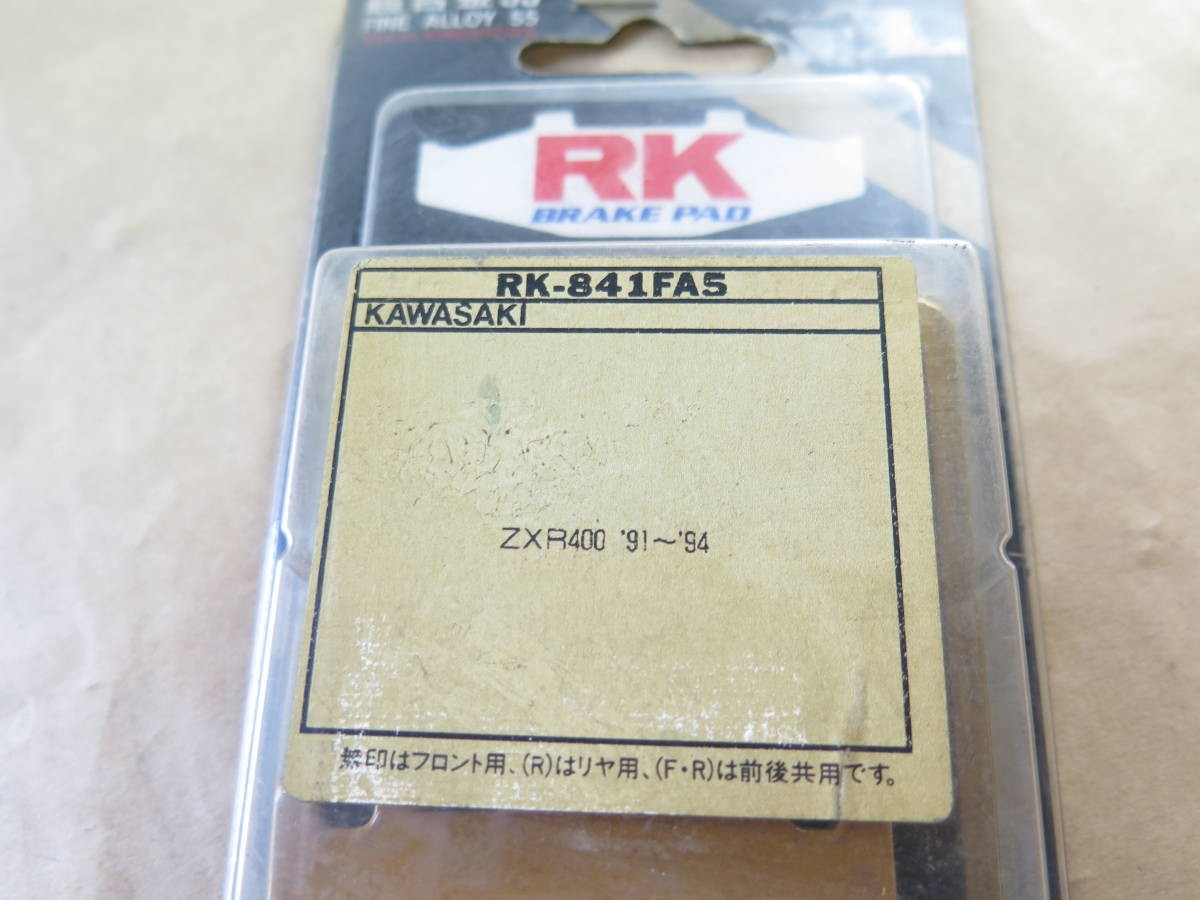 FINE ALLOY 55
RK
BRAKE PAD
RK-841FA5
KAWASAKI
ZXR400 '91～'94
無印はフロント用、(R)はリヤ用、(F・R)は前後共用です。